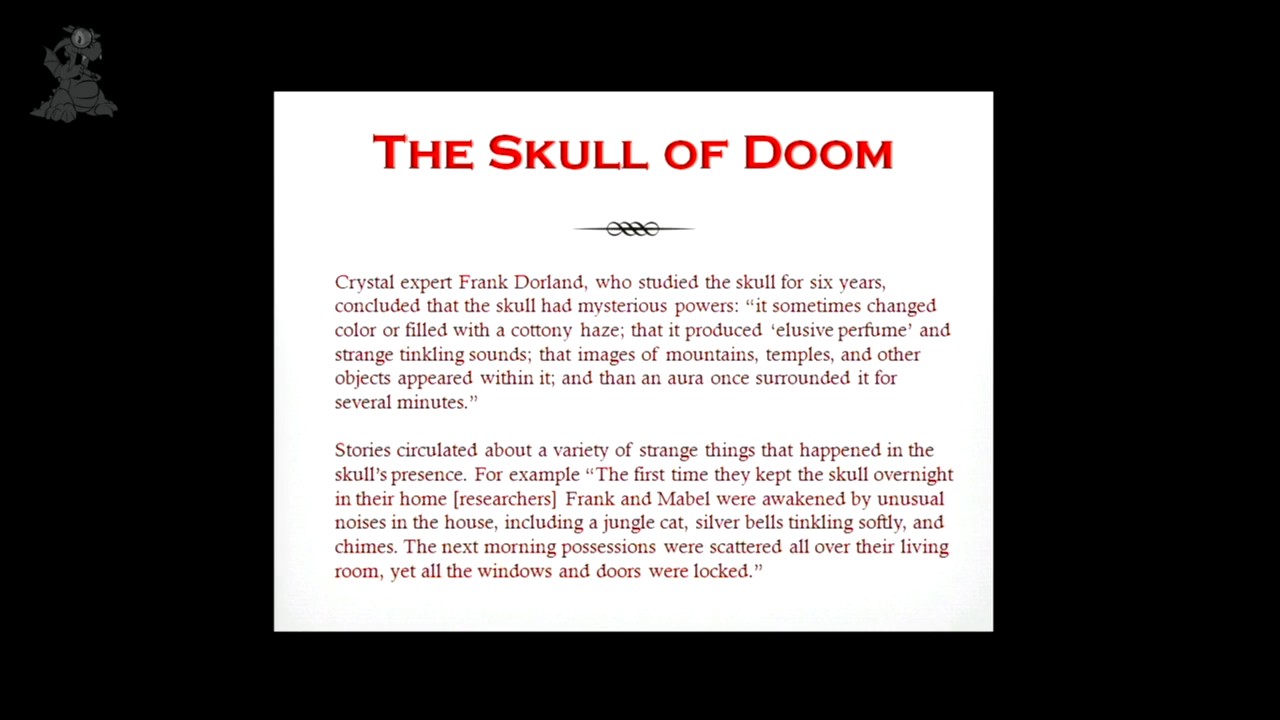 The Skull of Doom
Crystal expert Frank Dorland, who studied the skull for six years,
concluded that the skull had mysterious powers: “it sometimes changed
color or filled with a cottony haze; that it produced ‘elusive perfume’ and
strange tinkling sounds; that images of mountains, temples, and other
objects appeared within it; and than an aura once surrounded it for
several minutes.”
Stories circulated about a variety of strange things that happened in the
skull’s presence. For example “The first time they kept the skull overnight
in their home [researchers] Frank and Mabel were awakened by unusual
noises in the house, including a jungle cat, silver bells tinkling softly, and
chimes. The next morning possessions were scattered all over their living
room, yet all the windows and doors were locked.”